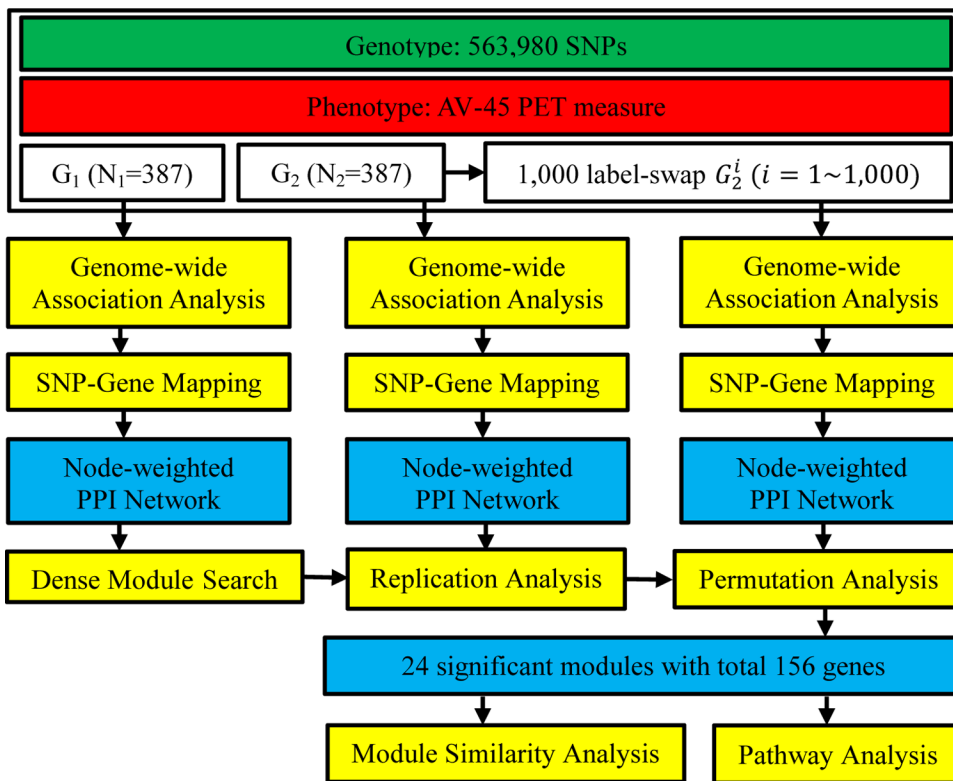 Genotype: 563,980 SNPs
Phenotype: AV-45 PET measure
G₁ (N₁=387)
G₂ (N₂=387)
1,000 label-swap G₂ⁱ (i = 1~1,000)
Genome-wide
Association Analysis
Genome-wide
Association Analysis
Genome-wide
Association Analysis
SNP-Gene Mapping
SNP-Gene Mapping
SNP-Gene Mapping
Node-weighted
PPI Network
Node-weighted
PPI Network
Node-weighted
PPI Network
Dense Module Search
Replication Analysis
Permutation Analysis
24 significant modules with total 156 genes
Module Similarity Analysis
Pathway Analysis